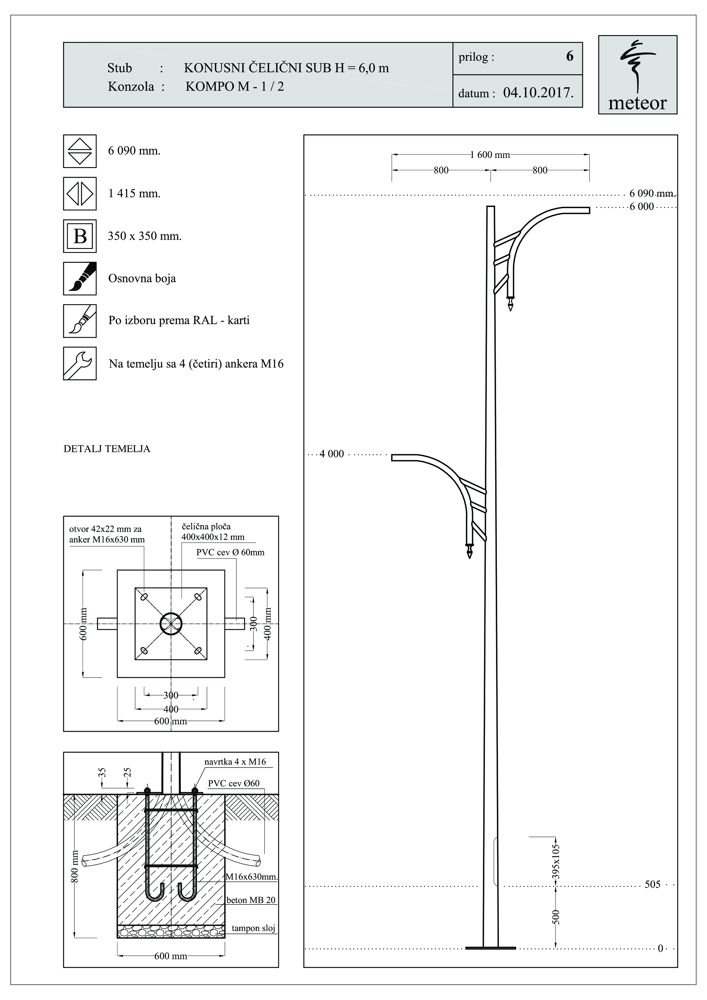 Stub : KONUSNI ČELIČNI SUB H = 6,0 m
Konzola : KOMPO M - 1 / 2
prilog : 6
datum : 04.10.2017.
meteor
6 090 mm.
1 415 mm.
B
350 x 350 mm.
Osnovna boja
Po izboru prema RAL - karti
Na temelju sa 4 (četiri) ankera M16
DETALJ TEMELJA
otvor 42x22 mm za
anker M16x630 mm
čelična ploča
400x400x12 mm
PVC cev Ø 60mm
600 mm
300
400 mm
300
400
600 mm
35
25
navrtka 4 x M16
PVC cev Ø60
800 mm
M16x630mm.
beton MB 20
tampon sloj
600 mm
1 600 mm
800
800
6 090 mm.
6 000
4 000
395x105
505
500
0